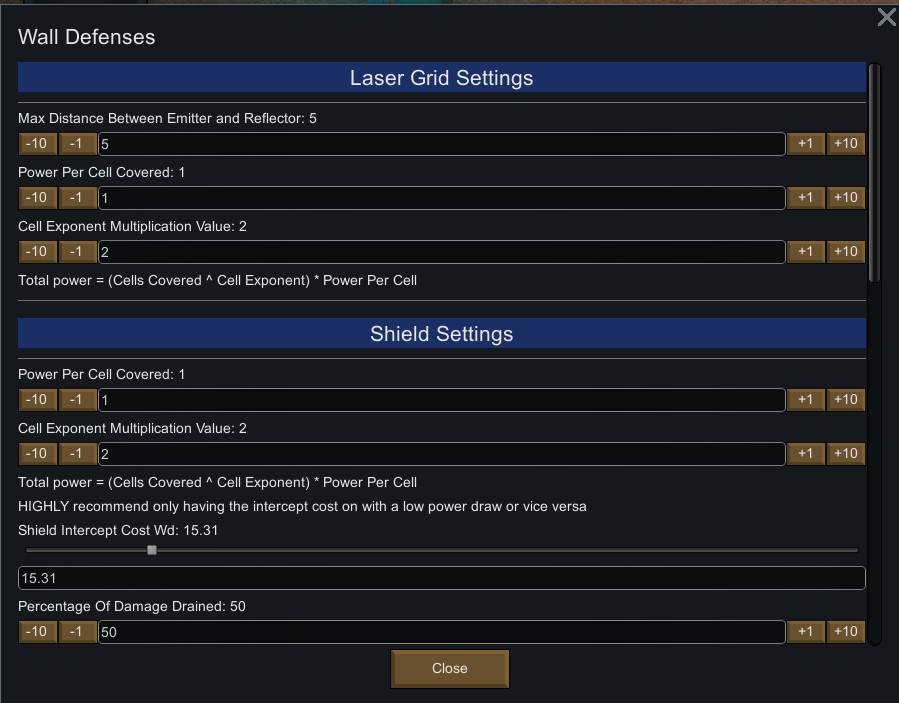 Wall Defenses
Laser Grid Settings
Max Distance Between Emitter and Reflector: 5
-10 -1 5 +1 +10
Power Per Cell Covered: 1
-10 -1 1 +1 +10
Cell Exponent Multiplication Value: 2
-10 -1 2 +1 +10
Total power = (Cells Covered ^ Cell Exponent) * Power Per Cell
Shield Settings
Power Per Cell Covered: 1
-10 -1 1 +1 +10
Cell Exponent Multiplication Value: 2
-10 -1 2 +1 +10
Total power = (Cells Covered ^ Cell Exponent) * Power Per Cell
HIGHLY recommend only having the intercept cost on with a low power draw or vice versa
Shield Intercept Cost Wd: 15.31
15.31
Percentage Of Damage Drained: 50
-10 -1 50 +1 +10
Close